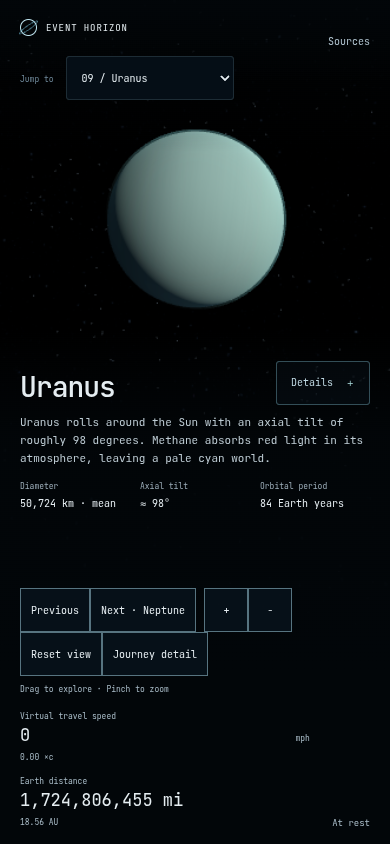 EVENT HORIZON
Sources
Jump to 09 / Uranus
Uranus
Details +
Uranus rolls around the Sun with an axial tilt of
roughly 98 degrees. Methane absorbs red light in its
atmosphere, leaving a pale cyan world.
Diameter Axial tilt Orbital period
50,724 km · mean ≈ 98° 84 Earth years
Previous Next · Neptune + -
Reset view Journey detail
Drag to explore · Pinch to zoom
Virtual travel speed
0 mph
0.00 ×c
Earth distance
1,724,806,455 mi
18.56 AU At rest